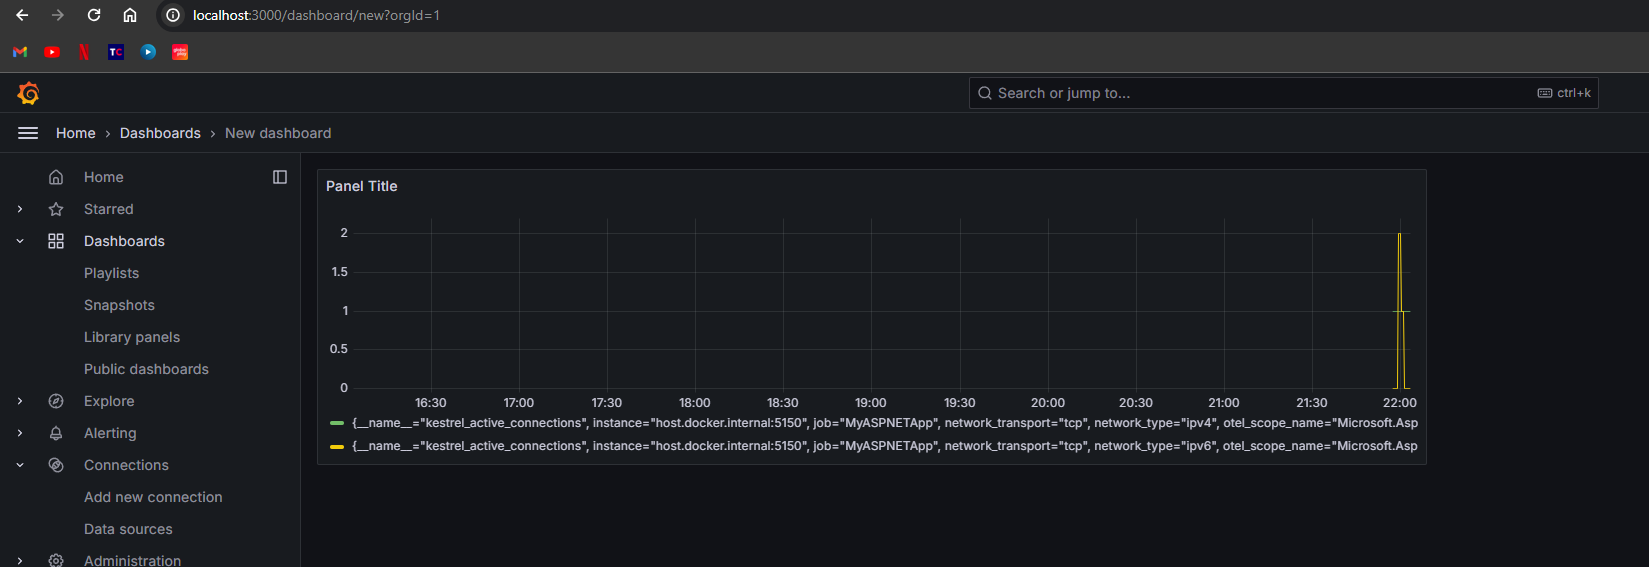 localhost:3000/dashboard/new?orgId=1
TC
Search or jump to...
ctrl+k
Home › Dashboards › New dashboard
Home
Starred
Dashboards
Playlists
Snapshots
Library panels
Public dashboards
Explore
Alerting
Connections
Add new connection
Data sources
Administration
Panel Title
2
1.5
1
0.5
0
16:30 17:00 17:30 18:00 18:30 19:00 19:30 20:00 20:30 21:00 21:30 22:00
{__name__="kestrel_active_connections", instance="host.docker.internal:5150", job="MyASPNETApp", network_transport="tcp", network_type="ipv4", otel_scope_name="Microsoft.Asp
{__name__="kestrel_active_connections", instance="host.docker.internal:5150", job="MyASPNETApp", network_transport="tcp", network_type="ipv6", otel_scope_name="Microsoft.Asp